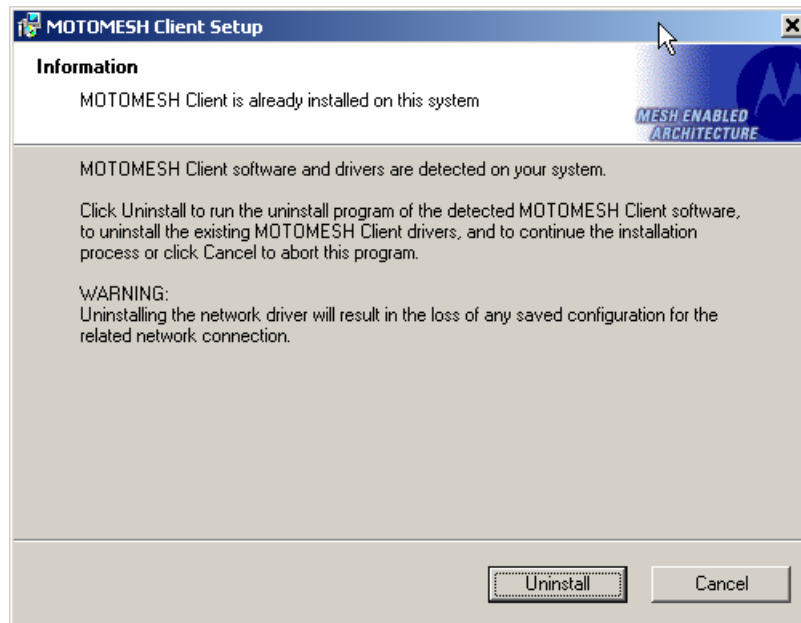 MOTOMESH Client Setup
Information
MOTOMESH Client is already installed on this system
MESH ENABLED
ARCHITECTURE
MOTOMESH Client software and drivers are detected on your system.
Click Uninstall to run the uninstall program of the detected MOTOMESH Client software,
to uninstall the existing MOTOMESH Client drivers, and to continue the installation
process or click Cancel to abort this program.
WARNING:
Uninstalling the network driver will result in the loss of any saved configuration for the
related network connection.
Uninstall
Cancel